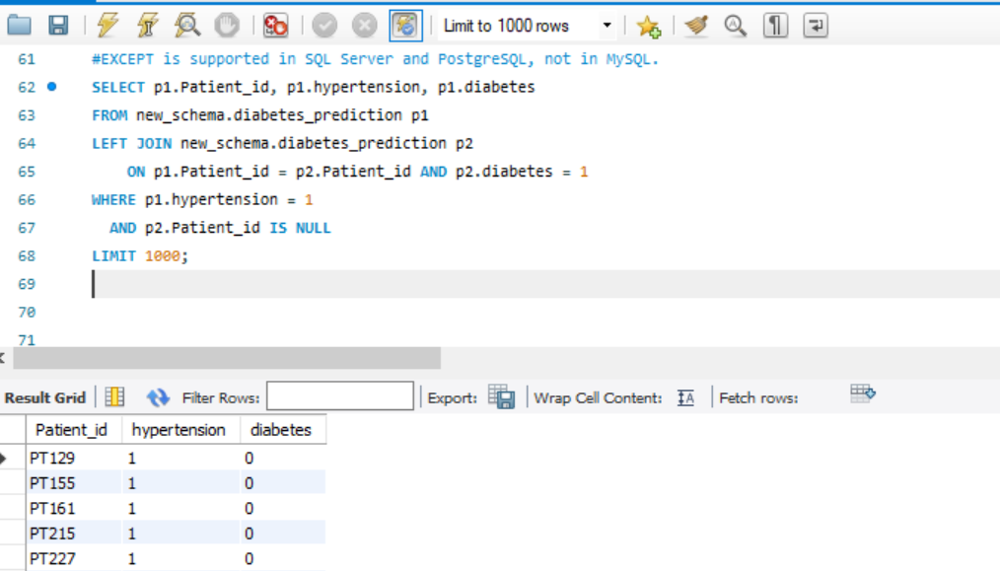 Limit to 1000 rows
61 #EXCEPT is supported in SQL Server and PostgreSQL, not in MySQL.
62 SELECT p1.Patient_id, p1.hypertension, p1.diabetes
63 FROM new_schema.diabetes_prediction p1
64 LEFT JOIN new_schema.diabetes_prediction p2
65 ON p1.Patient_id = p2.Patient_id AND p2.diabetes = 1
66 WHERE p1.hypertension = 1
67 AND p2.Patient_id IS NULL
68 LIMIT 1000;
69
70
71
Result Grid Filter Rows: Export: Wrap Cell Content: Fetch rows:
Patient_id hypertension diabetes
PT129 1 0
PT155 1 0
PT161 1 0
PT215 1 0
PT227 1 0